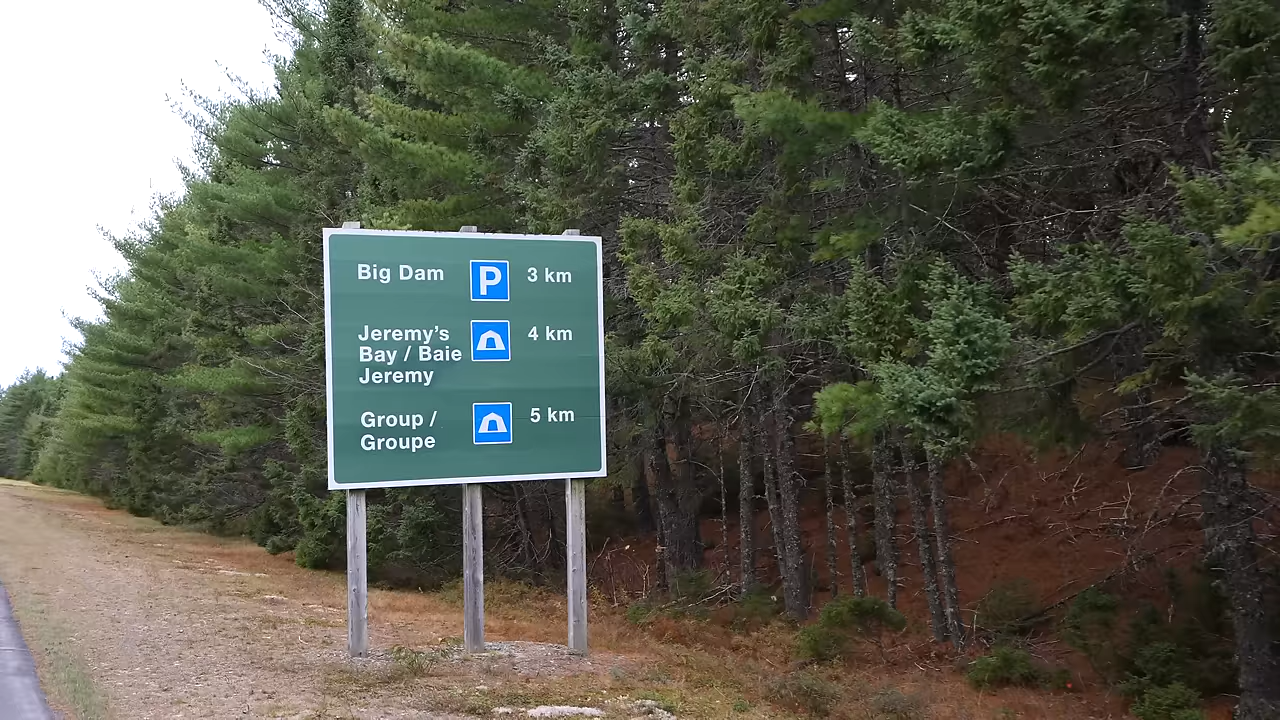 Big Dam P 3 km
Jeremy's
Bay / Baie 4 km
Jeremy
Group / 5 km
Groupe